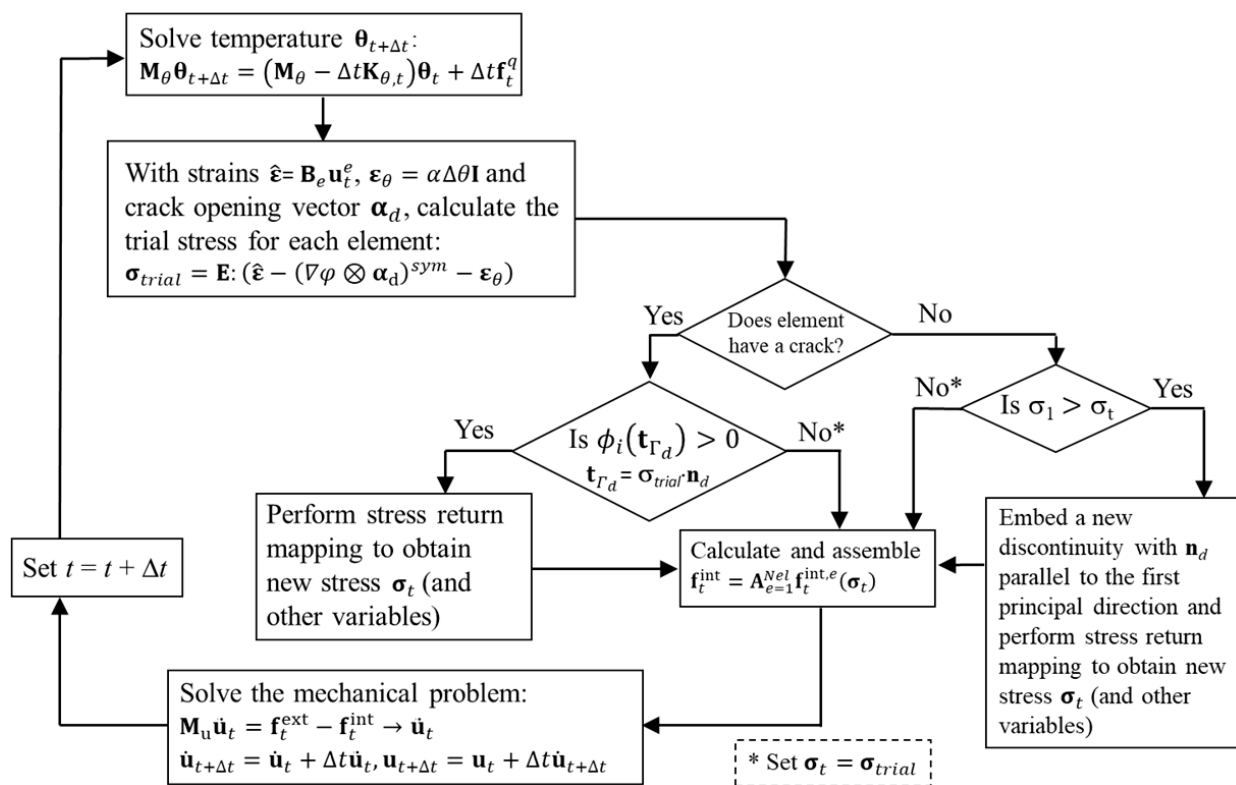 Solve temperature 𝛉ₜ₊Δₜ:
𝐌_θ𝛉_{t+Δt} = (𝐌_θ − Δt𝐊_{θ,t})𝛉_t + Δt𝐟_t^q
With strains 𝛆̂= 𝐁_e𝐮_t^e, 𝛆_θ = αΔθ𝐈 and
crack opening vector 𝛂_d, calculate the
trial stress for each element:
𝛔_{trial} = 𝐄: (𝛆̂ − (∇φ ⊗ 𝛂_d)^{sym} − 𝛆_θ)
Does element
have a crack?
Yes
No
Is ϕ_i(𝐭_{Γ_d}) > 0
𝐭_{Γ_d} = σ_{trial}·𝐧_d
Yes
No*
Is σ_1 > σ_t
No*
Yes
Perform stress return
mapping to obtain
new stress 𝛔_t (and
other variables)
Calculate and assemble
𝐟_t^{int} = 𝐀_{e=1}^{Nel} 𝐟_t^{int,e}(𝛔_t)
Embed a new
discontinuity with 𝐧_d
parallel to the first
principal direction and
perform stress return
mapping to obtain new
stress 𝛔_t (and other
variables)
Set t = t + Δt
Solve the mechanical problem:
𝐌_u𝐮̈_t = 𝐟_t^{ext} − 𝐟_t^{int} → 𝐮̈_t
𝐮̇_{t+Δt} = 𝐮̇_t + Δt𝐮̈_t, 𝐮_{t+Δt} = 𝐮_t + Δt𝐮̇_{t+Δt}
* Set 𝛔_t = 𝛔_{trial}